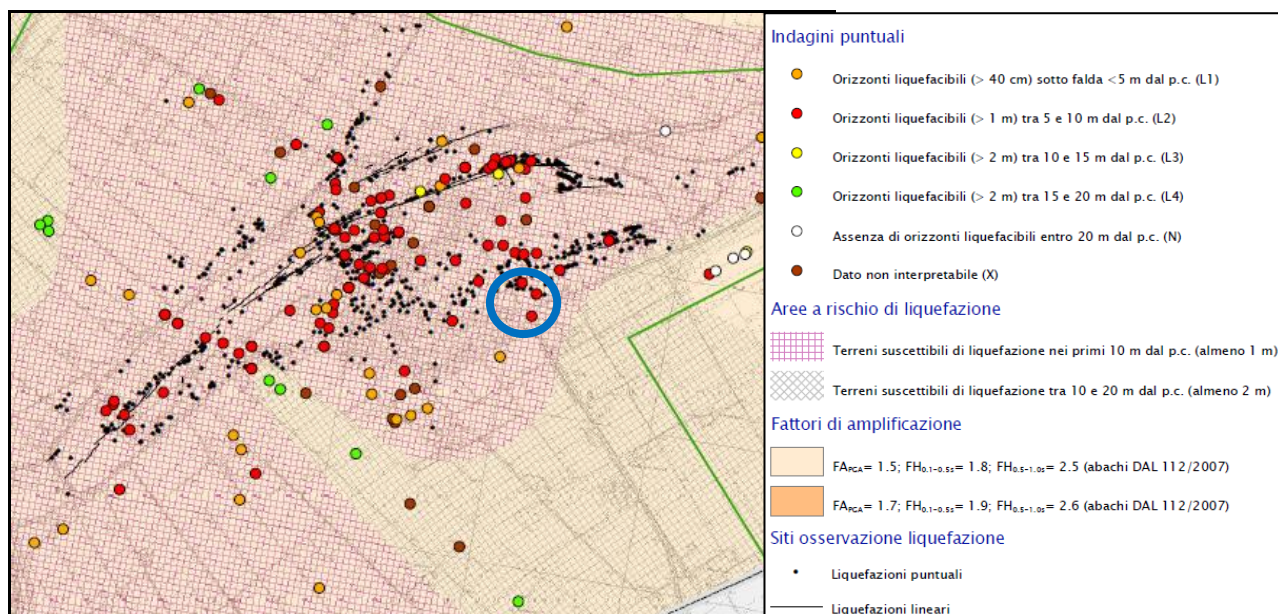 Indagini puntuali
Orizzonti liquefacibili (> 40 cm) sotto falda <5 m dal p.c. (L1)
Orizzonti liquefacibili (> 1 m) tra 5 e 10 m dal p.c. (L2)
Orizzonti liquefacibili (> 2 m) tra 10 e 15 m dal p.c. (L3)
Orizzonti liquefacibili (> 2 m) tra 15 e 20 m dal p.c. (L4)
Assenza di orizzonti liquefacibili entro 20 m dal p.c. (N)
Dato non interpretabile (X)
Aree a rischio di liquefazione
Terreni suscettibili di liquefazione nei primi 10 m dal p.c. (almeno 1 m)
Terreni suscettibili di liquefazione tra 10 e 20 m dal p.c. (almeno 2 m)
Fattori di amplificazione
FAPGA= 1.5; FH0.1-0.5s= 1.8; FH0.5-1.0s= 2.5 (abachi DAL 112/2007)
FAPGA= 1.7; FH0.1-0.5s= 1.9; FH0.5-1.0s= 2.6 (abachi DAL 112/2007)
Siti osservazione liquefazione
Liquefazioni puntuali
Liquefazioni lineari